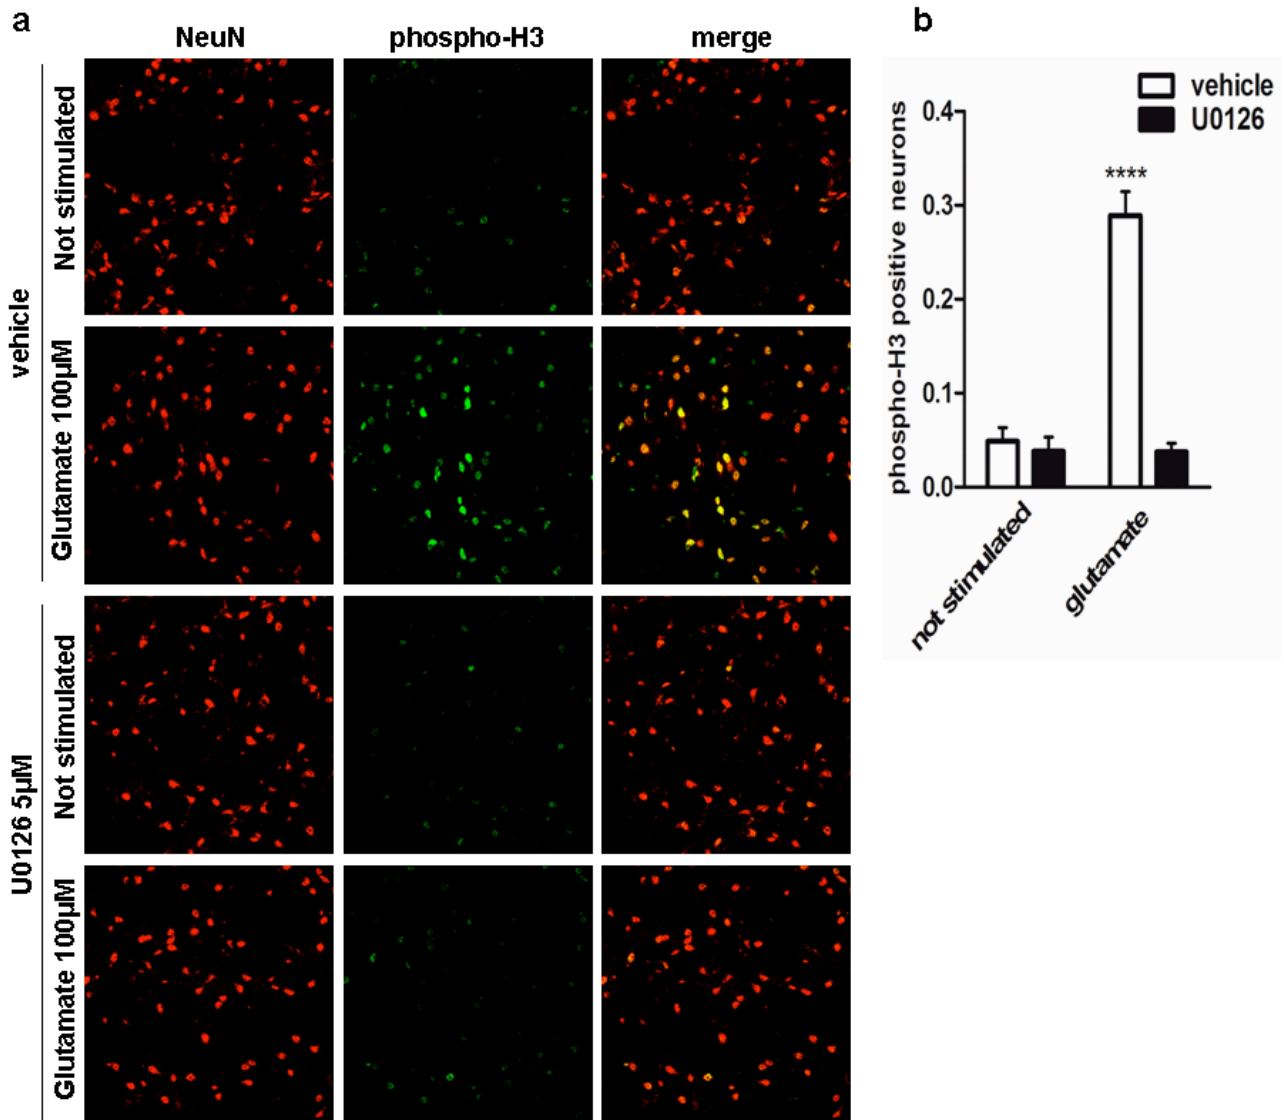 a
NeuN phospho-H3 merge
vehicle
Not stimulated
Glutamate 100µM
U0126 5µM
Not stimulated
Glutamate 100µM
b
vehicle
U0126
phospho-H3 positive neurons
0.4
0.3
0.2
0.1
0.0
****
not stimulated
glutamate